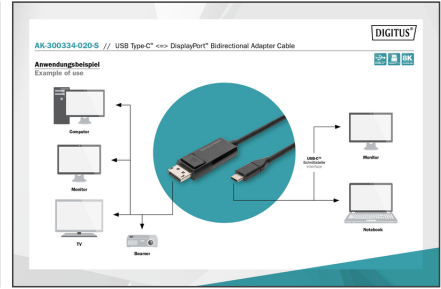 DIGITUS®
AK-300334-020-S // USB Type-C™ <=> DisplayPort™ Bidirectional Adapter Cable
Anwendungsbeispiel
Example of use
8K
Computer
Monitor
TV
Beamer
USB-C™
Schnittstelle
interface
Monitor
Notebook